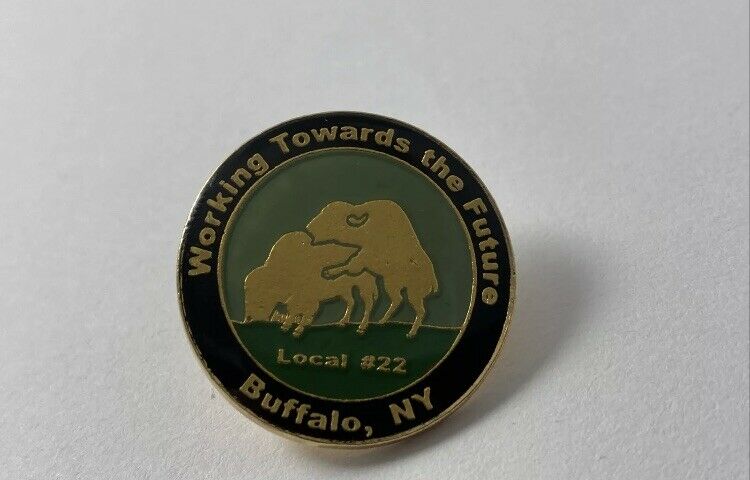 Working Towards the Future
Local #22
Buffalo, NY